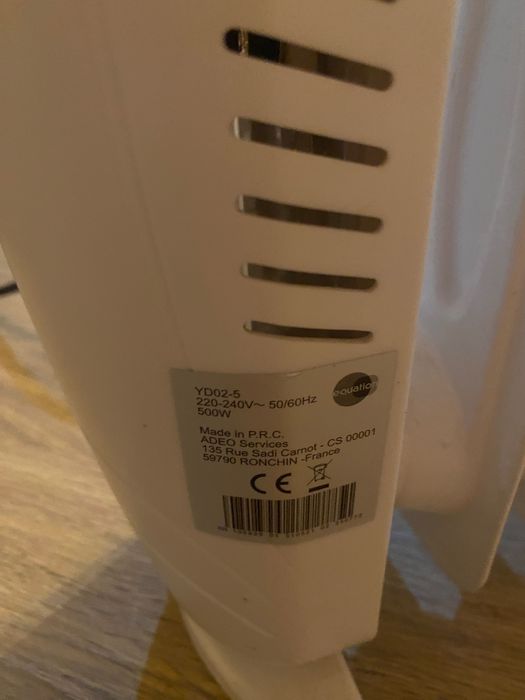 YD02-5
220-240V~ 50/60Hz
500W
equation
Made in P.R.C.
ADEO Services
135 Rue Sadi Carnot - CS 00001
59790 RONCHIN -France
CE